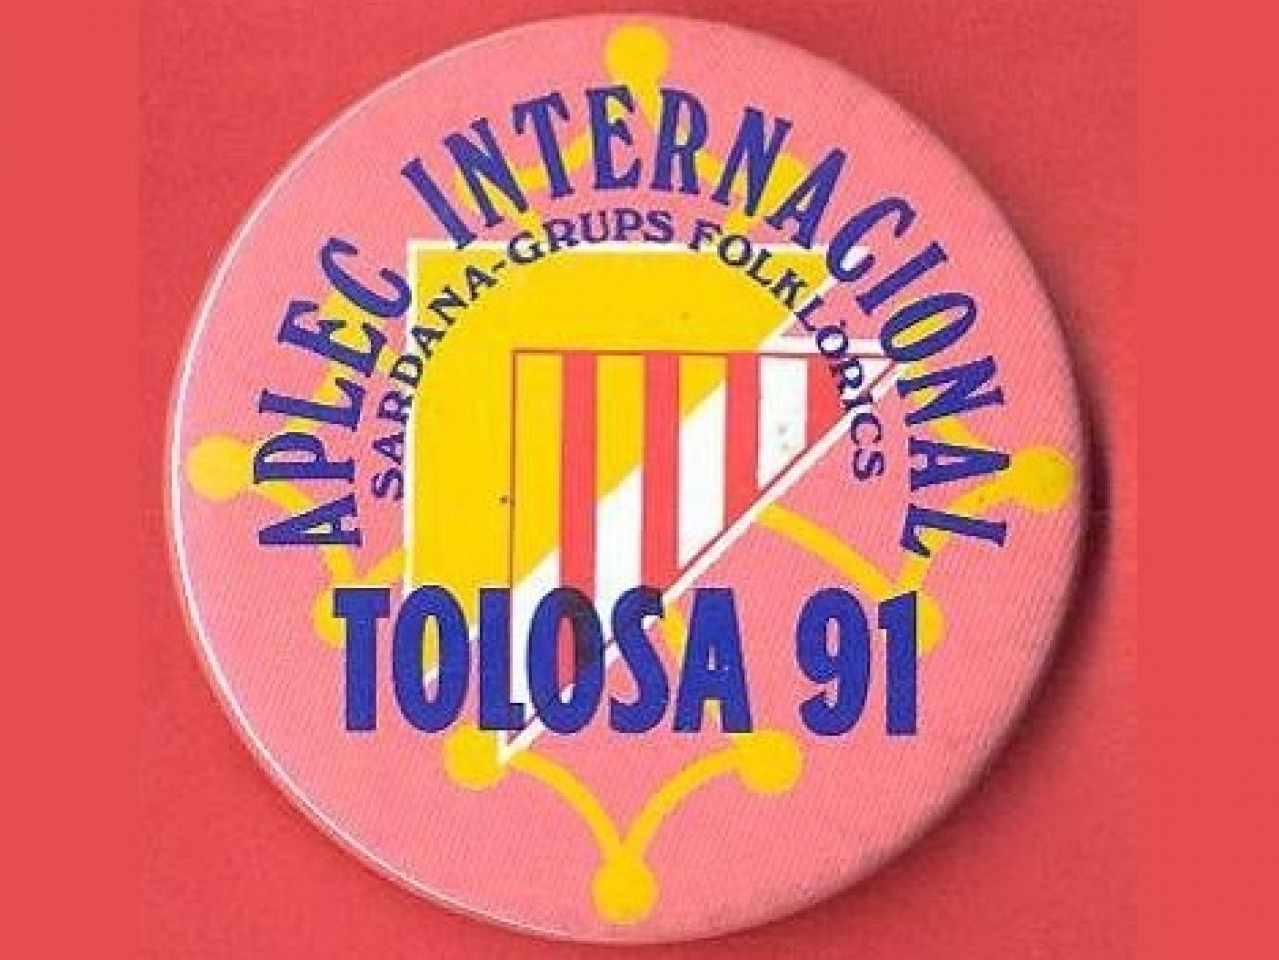 APLEC INTERNACIONAL
SARDANA-GRUPS FOLKLÒRICS
TOLOSA 91